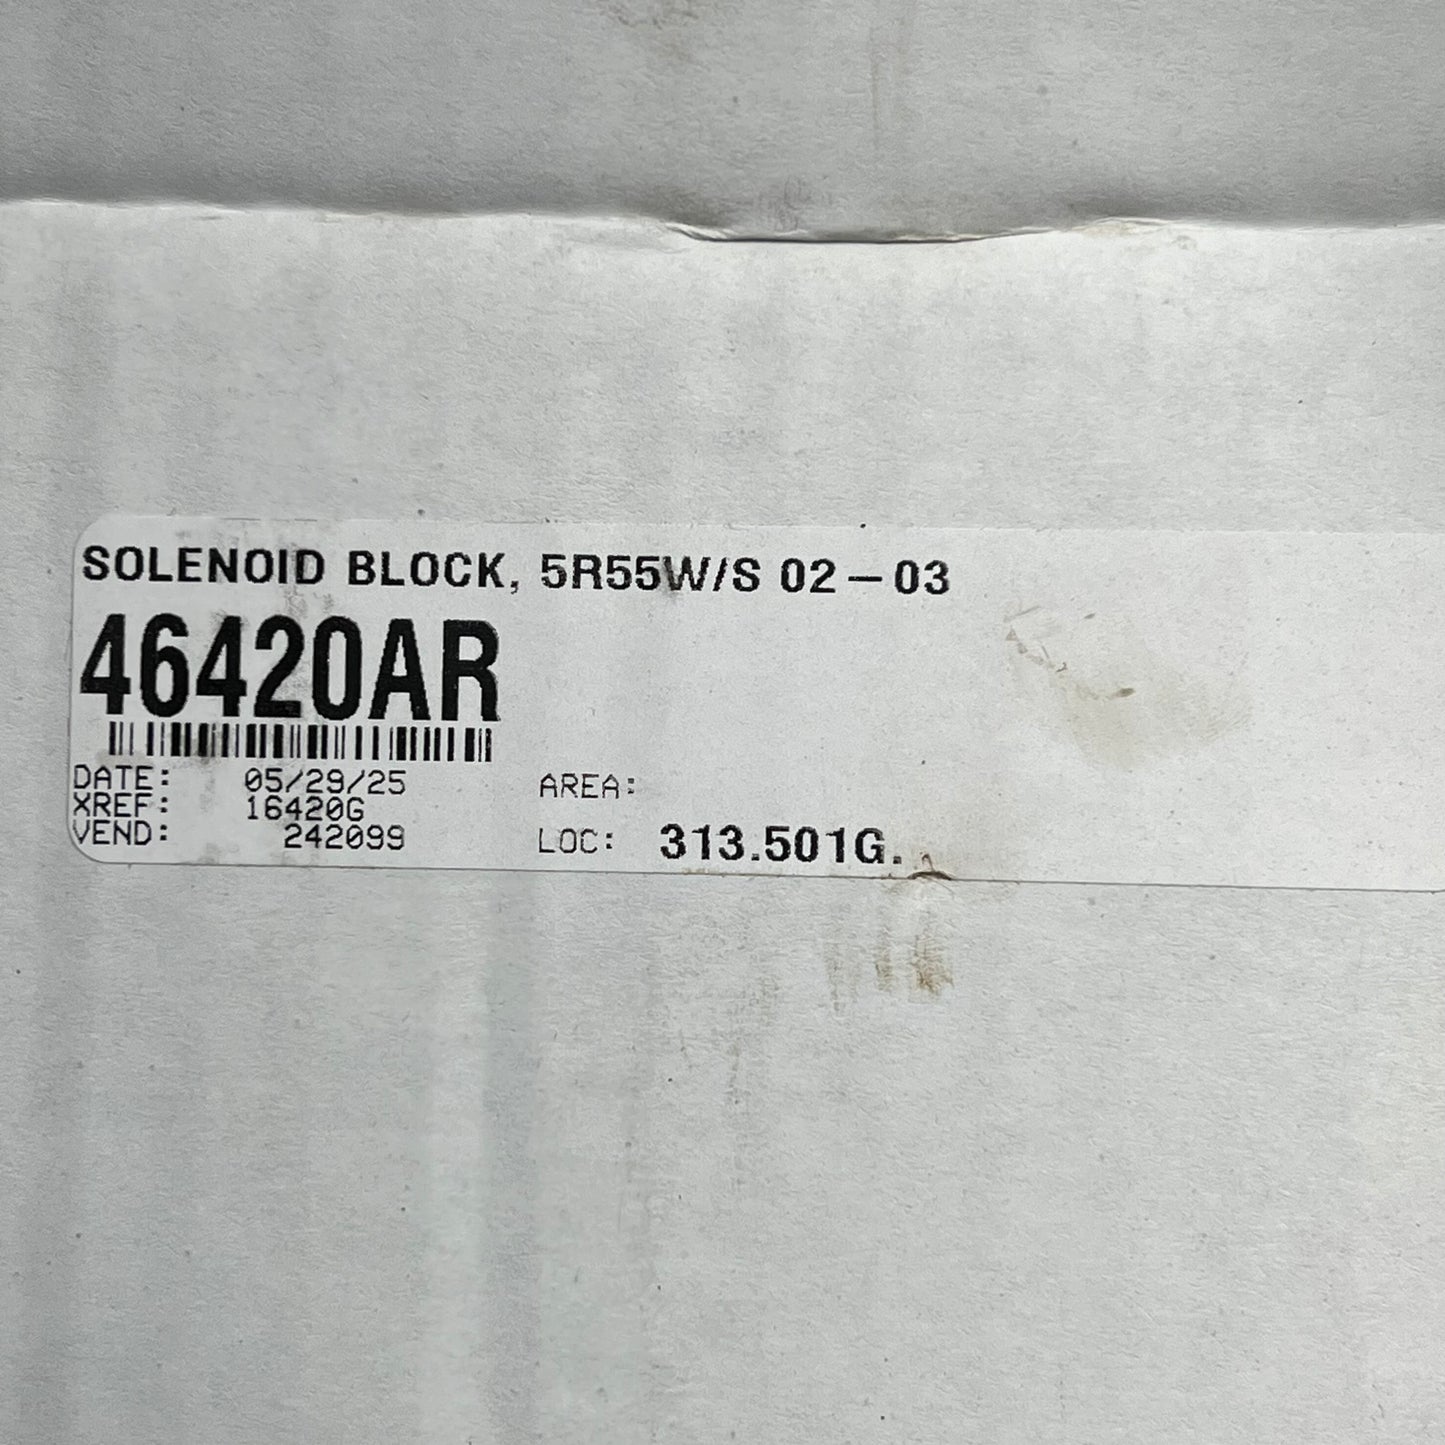 SOLENOID BLOCK, 5R55W/S 02-03
46420AR
DATE: 05/29/25 AREA:
XREF: 16420G
VEND: 242099 LOC: 313.501G.